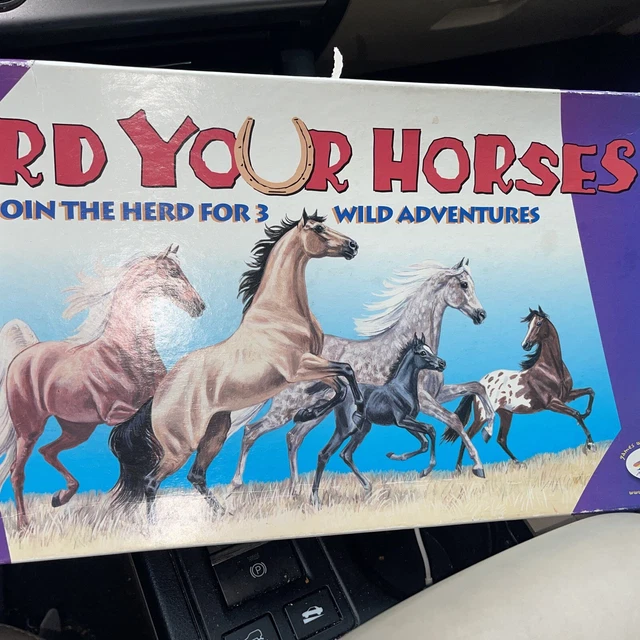 RD YOUR HORSES
OIN THE HERD FOR 3 WILD ADVENTURES
P